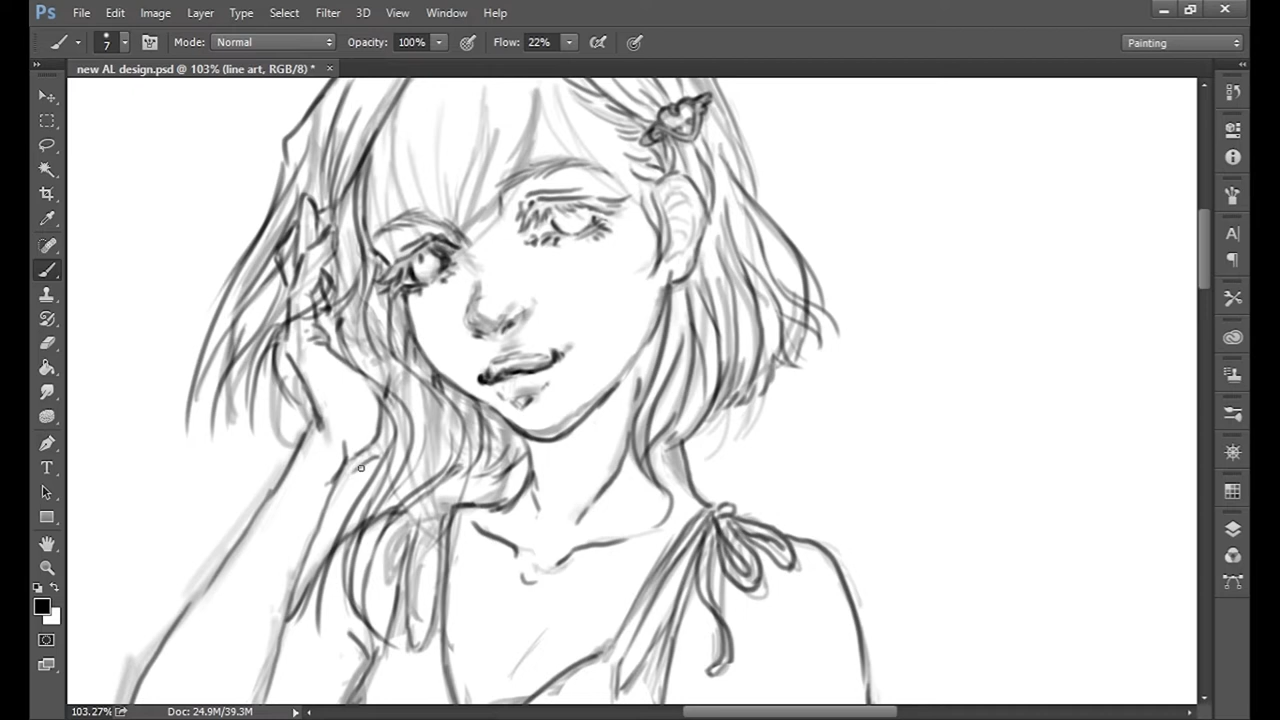 Ps File Edit Image Layer Type Select Filter 3D View Window Help
7 Mode: Normal Opacity: 100% Flow: 22% Painting
new AL design.psd @ 103% (line art, RGB/8) *
103.27% Doc: 24.9M/39.3M